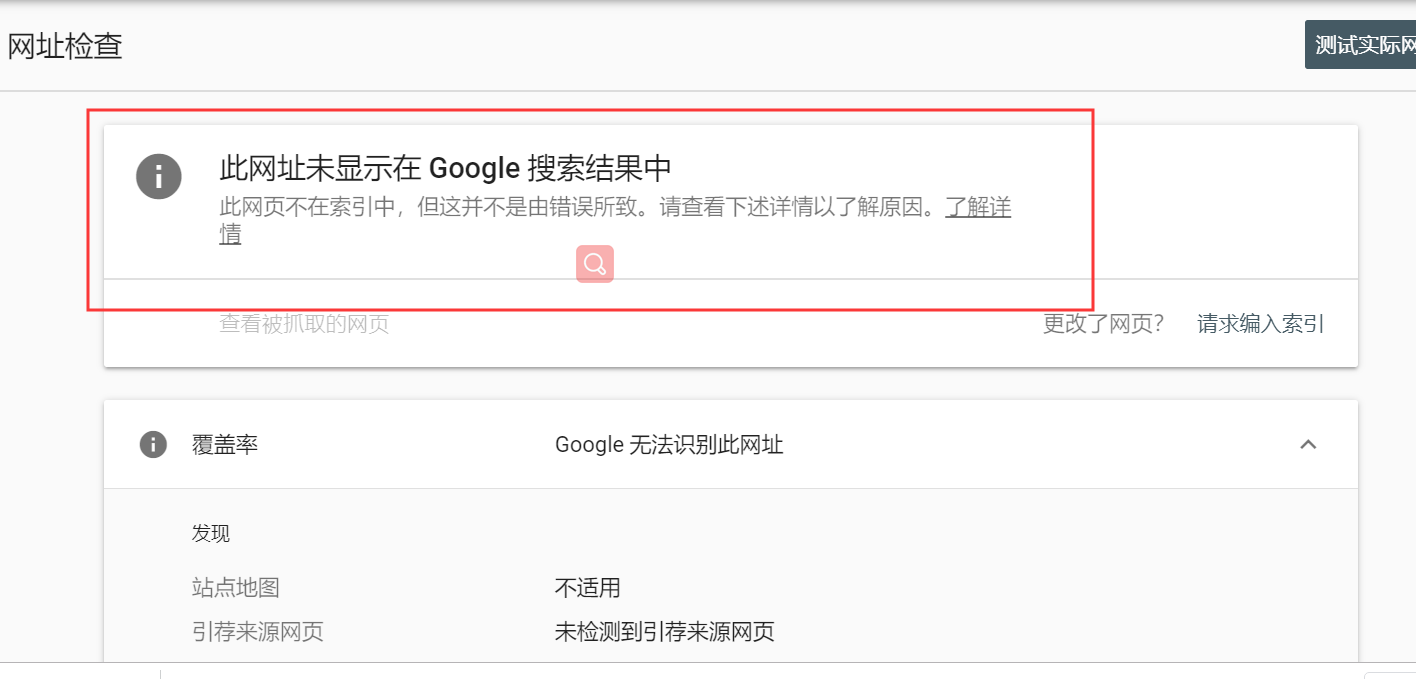 网址检查
测试实际网
此网址未显示在 Google 搜索结果中
此网页不在索引中，但这并不是由错误所致。请查看下述详情以了解原因。了解详
情
查看被抓取的网页 更改了网页？ 请求编入索引
覆盖率 Google 无法识别此网址
发现
站点地图 不适用
引荐来源网页 未检测到引荐来源网页